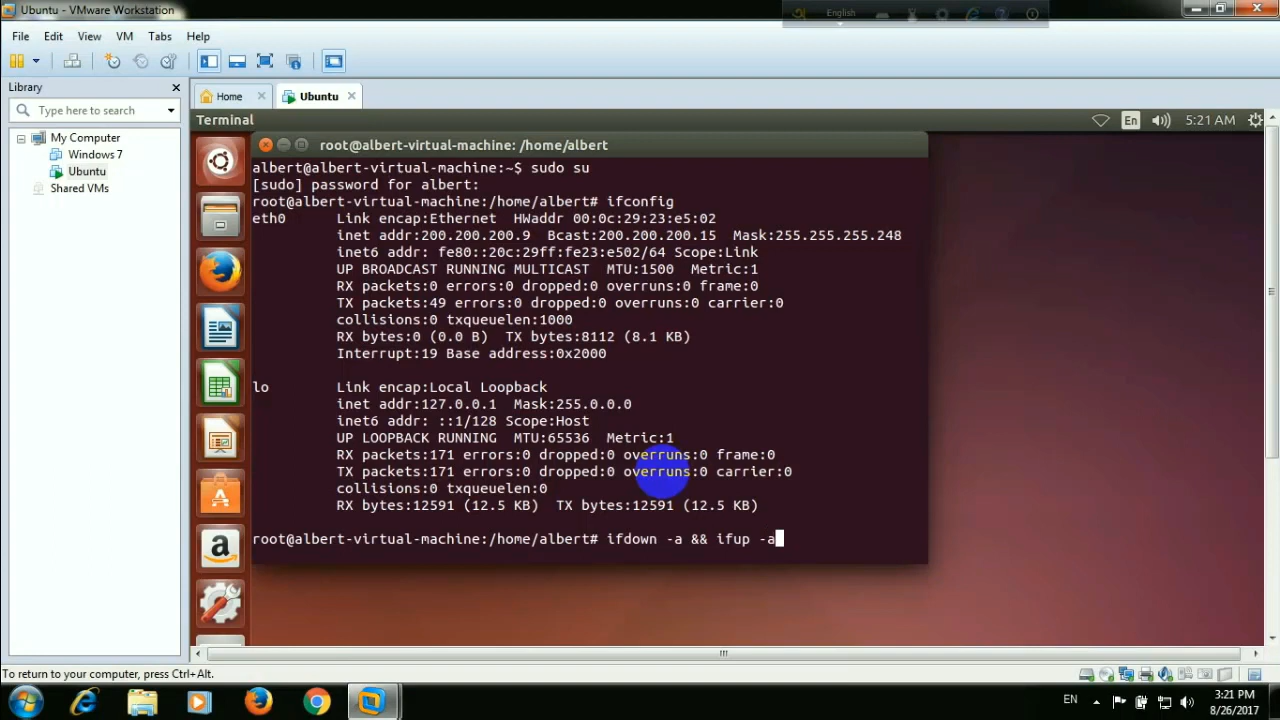 Ubuntu - VMware Workstation
English
File Edit View VM Tabs Help
Library
Home
Ubuntu
Type here to search
My Computer
Windows 7
Ubuntu
Shared VMs
Terminal
En
5:21 AM
root@albert-virtual-machine: /home/albert
albert@albert-virtual-machine:~$ sudo su
[sudo] password for albert:
root@albert-virtual-machine:/home/albert# ifconfig
eth0 Link encap:Ethernet HWaddr 00:0c:29:23:e5:02
inet addr:200.200.200.9 Bcast:200.200.200.15 Mask:255.255.255.248
inet6 addr: fe80::20c:29ff:fe23:e502/64 Scope:Link
UP BROADCAST RUNNING MULTICAST MTU:1500 Metric:1
RX packets:0 errors:0 dropped:0 overruns:0 frame:0
TX packets:49 errors:0 dropped:0 overruns:0 carrier:0
collisions:0 txqueuelen:1000
RX bytes:0 (0.0 B) TX bytes:8112 (8.1 KB)
Interrupt:19 Base address:0x2000
lo Link encap:Local Loopback
inet addr:127.0.0.1 Mask:255.0.0.0
inet6 addr: ::1/128 Scope:Host
UP LOOPBACK RUNNING MTU:65536 Metric:1
RX packets:171 errors:0 dropped:0 overruns:0 frame:0
TX packets:171 errors:0 dropped:0 overruns:0 carrier:0
collisions:0 txqueuelen:0
RX bytes:12591 (12.5 KB) TX bytes:12591 (12.5 KB)
root@albert-virtual-machine:/home/albert# ifdown -a && ifup -a
To return to your computer, press Ctrl+Alt.
EN
3:21 PM
8/26/2017